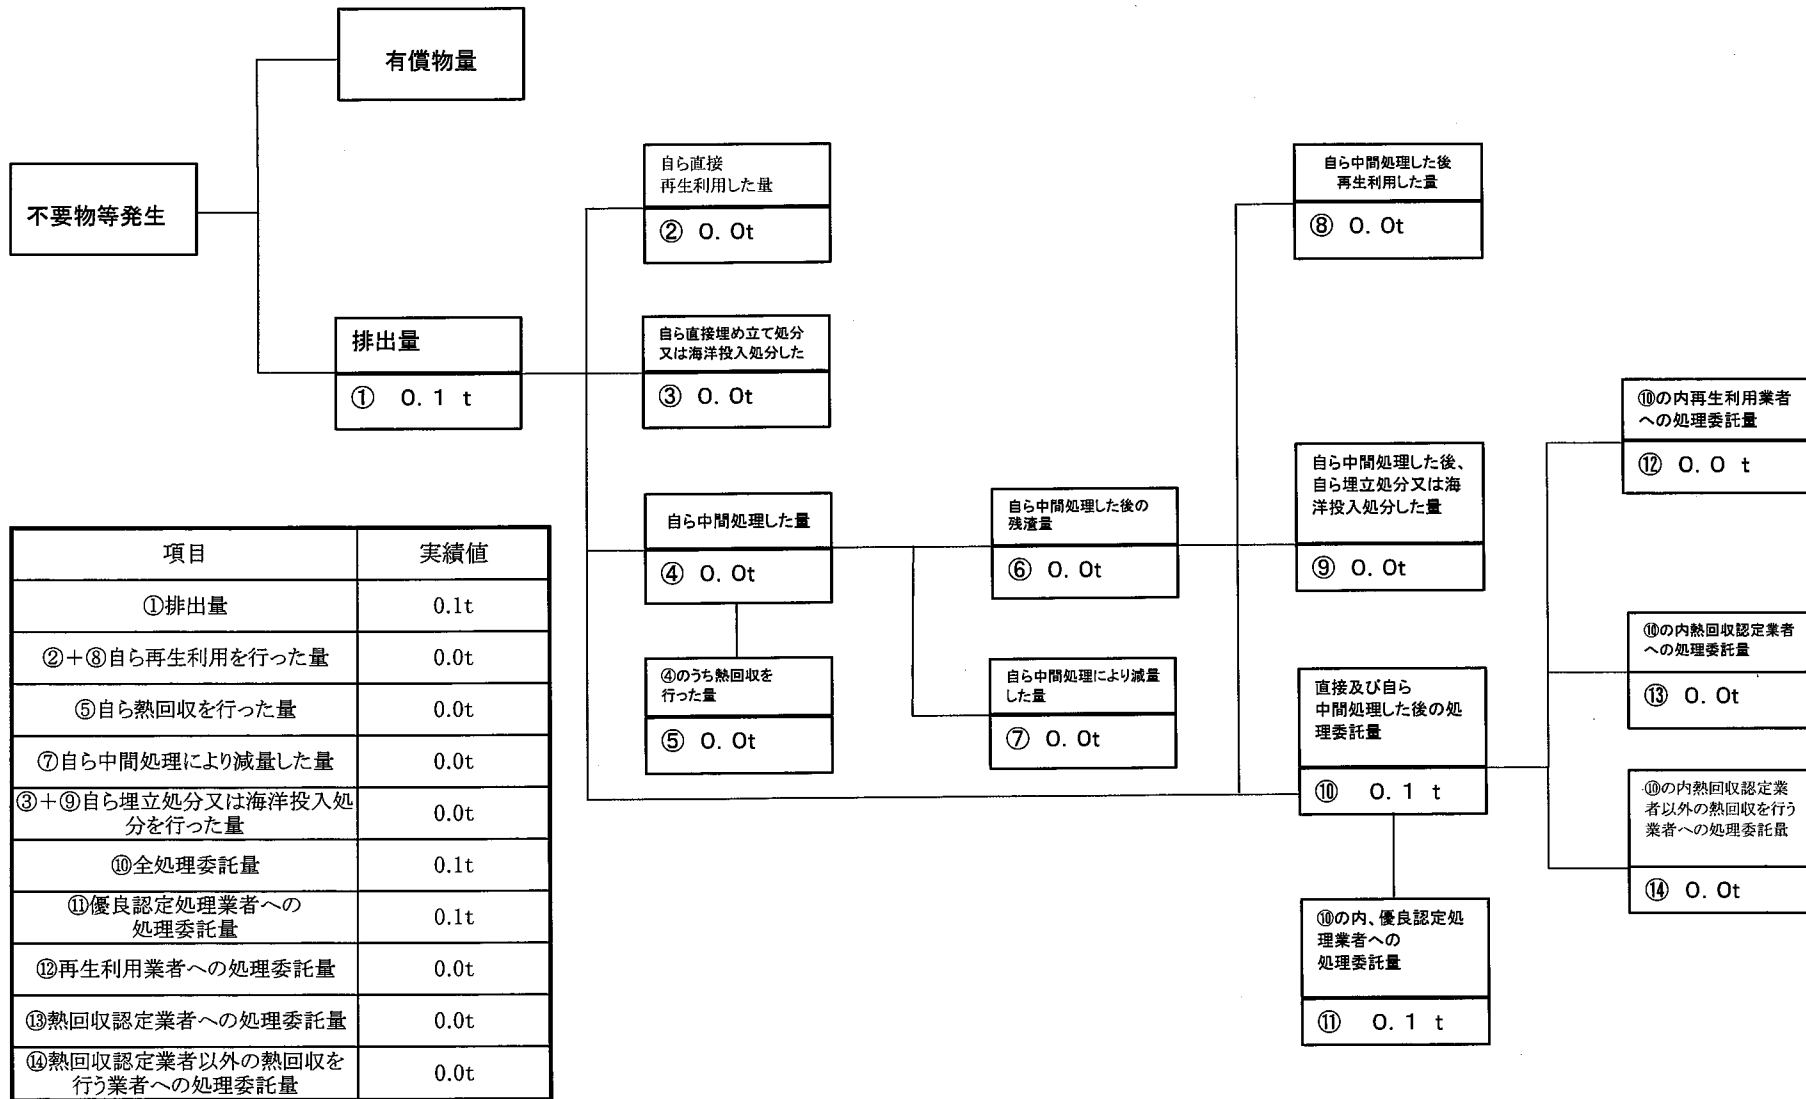 有償物量
不要物等発生
排出量
① 0.1 t
自ら直接
再生利用した量
② 0.0t
自ら直接埋め立て処分
又は海洋投入処分した
③ 0.0t
自ら中間処理した量
④ 0.0t
④のうち熱回収を
行った量
⑤ 0.0t
自ら中間処理した後の
残渣量
⑥ 0.0t
自ら中間処理により減量
した量
⑦ 0.0t
自ら中間処理した後
再生利用した量
⑧ 0.0t
自ら中間処理した後、
自ら埋立処分又は海
洋投入処分した量
⑨ 0.0t
直接及び自ら
中間処理した後の処
理委託量
⑩ 0.1 t
⑩の内、優良認定処
理業者への
処理委託量
⑪ 0.1 t
⑩の内再生利用業者
への処理委託量
⑫ 0.0 t
⑩の内熱回収認定業者
への処理委託量
⑬ 0.0t
⑩の内熱回収認定業
者以外の熱回収を行う
業者への処理委託量
⑭ 0.0t
項目 実績値
①排出量 0.1t
②+⑧自ら再生利用を行った量 0.0t
⑤自ら熱回収を行った量 0.0t
⑦自ら中間処理により減量した量 0.0t
③+⑨自ら埋立処分又は海洋投入処
分を行った量 0.0t
⑩全処理委託量 0.1t
⑪優良認定処理業者への
処理委託量 0.1t
⑫再生利用業者への処理委託量 0.0t
⑬熱回収認定業者への処理委託量 0.0t
⑭熱回収認定業者以外の熱回収を
行う業者への処理委託量 0.0t